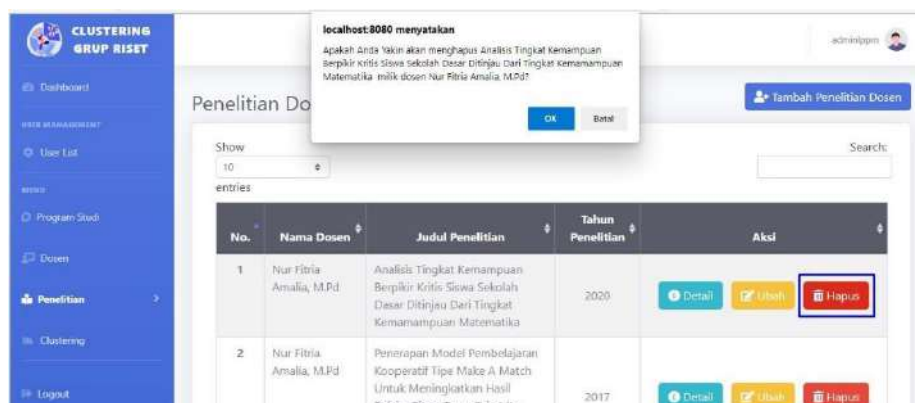 CLUSTERING
GRUP RISET
localhost:8080 menyatakan
Apakah Anda Yakin akan menghapus Analisis Tingkat Kemampuan
Berpikir Kritis Siswa Sekolah Dasar Ditinjau Dari Tingkat Kemamampuan
Matematika milik dosen Nur Fitria Amalia, M.Pd?
OK
Batal
adminlppm
Dashboard
USER MANAGEMENT
User List
MENU
Program Studi
Dosen
Penelitian
Clustering
Logout
Penelitian Do
Tambah Penelitian Dosen
Show
10
entries
Search:
No. Nama Dosen Judul Penelitian Tahun Penelitian Aksi
1 Nur Fitria Amalia, M.Pd
Analisis Tingkat Kemampuan
Berpikir Kritis Siswa Sekolah
Dasar Ditinjau Dari Tingkat
Kemamampuan Matematika
2020
Detail Ubah Hapus
2 Nur Fitria Amalia, M.Pd
Penerapan Model Pembelajaran
Kooperatif Tipe Make A Match
Untuk Meningkatkan Hasil
2017
Detail Ubah Hapus